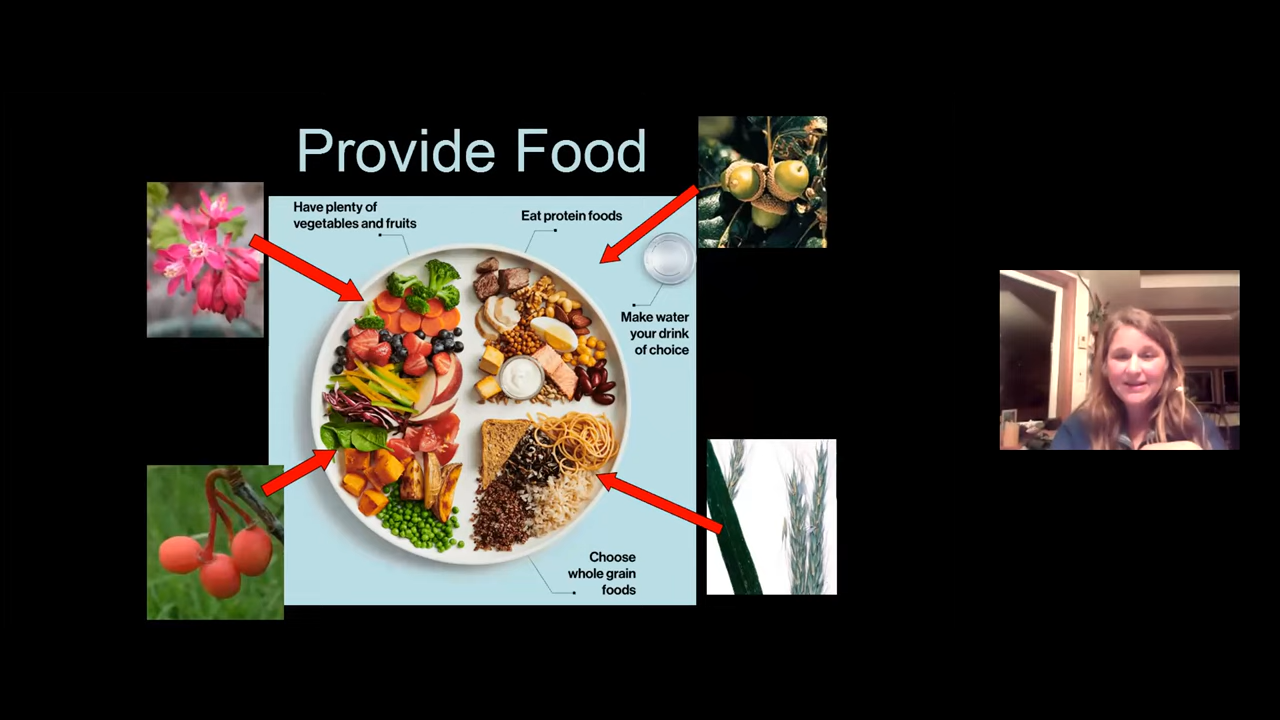 Provide Food
Have plenty of
vegetables and fruits
Eat protein foods
Make water
your drink
of choice
Choose
whole grain
foods